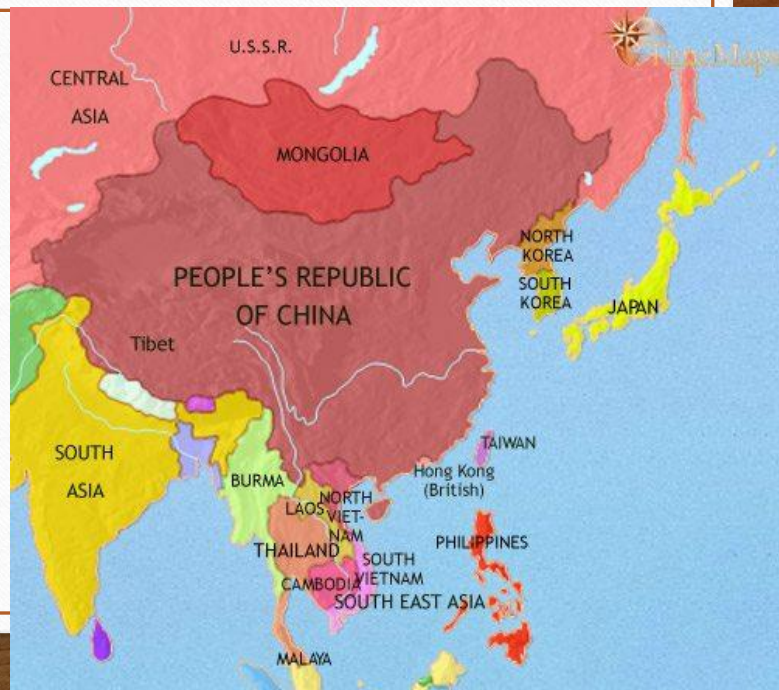 U.S.S.R.
TimeMaps
CENTRAL
ASIA
MONGOLIA
NORTH
KOREA
PEOPLE'S REPUBLIC
OF CHINA
SOUTH
KOREA
JAPAN
Tibet
SOUTH
ASIA
TAIWAN
BURMA
Hong Kong
(British)
LAOS
NORTH
VIET-
NAM
THAILAND
PHILIPPINES
SOUTH
VIETNAM
CAMBODIA
SOUTH EAST ASIA
MALAYA